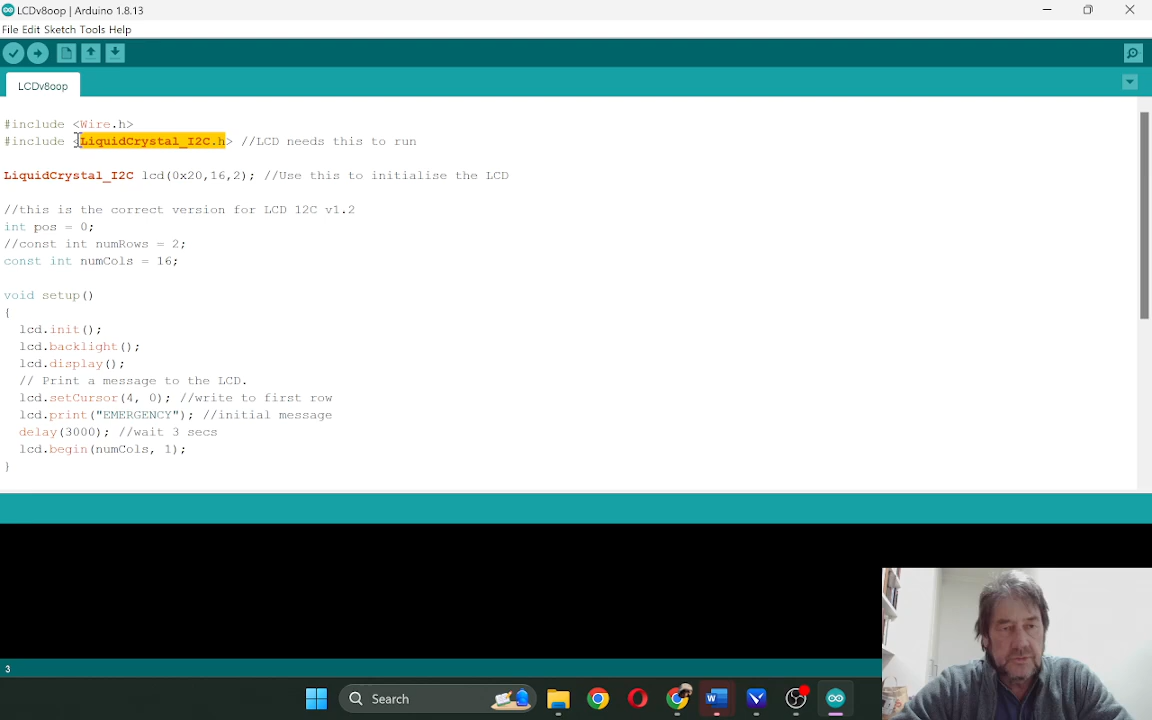 LCDv8oop | Arduino 1.8.13
File Edit Sketch Tools Help
LCDv8oop
#include <Wire.h>
#include <LiquidCrystal_I2C.h> //LCD needs this to run
LiquidCrystal_I2C lcd(0x20,16,2); //Use this to initialise the LCD
//this is the correct version for LCD 12C v1.2
int pos = 0;
//const int numRows = 2;
const int numCols = 16;
void setup()
{
lcd.init();
lcd.backlight();
lcd.display();
// Print a message to the LCD.
lcd.setCursor(4, 0); //write to first row
lcd.print("EMERGENCY"); //initial message
delay(3000); //wait 3 secs
lcd.begin(numCols, 1);
}
3
Search